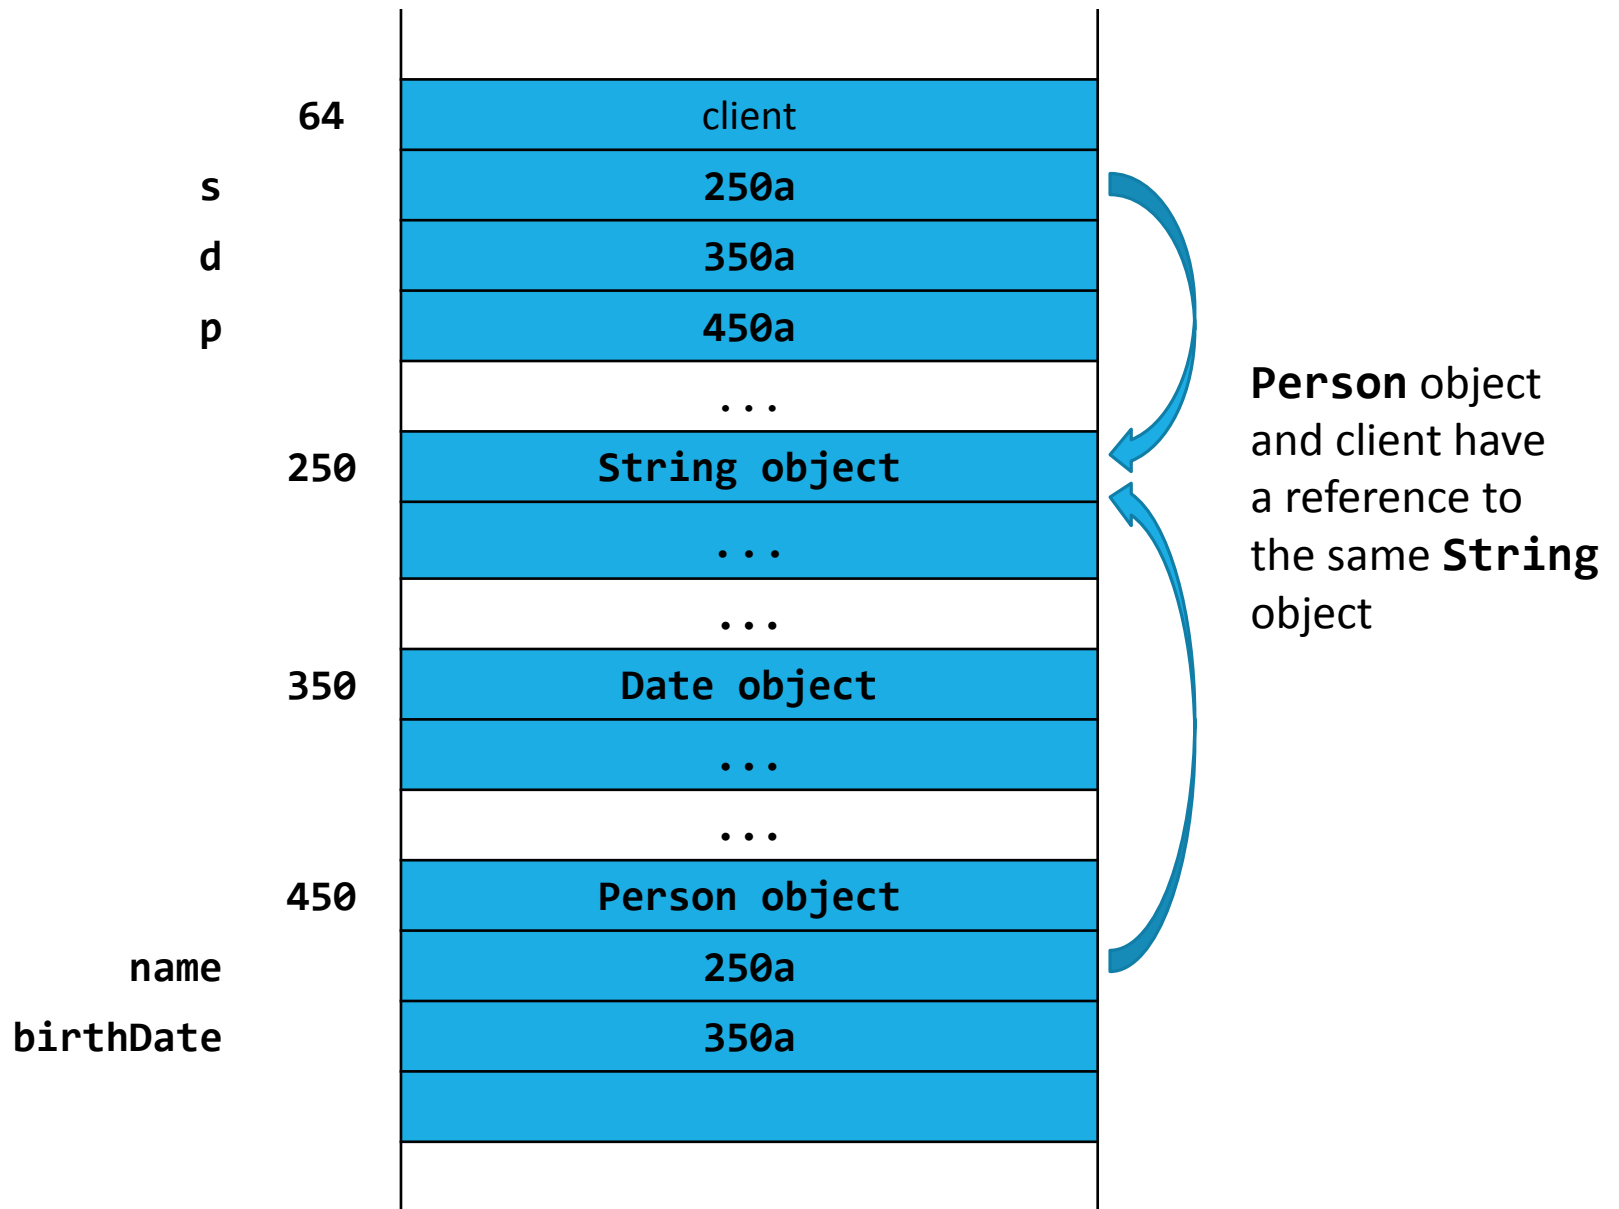 64 client
s 250a
d 350a
p 450a
...
250 String object
...
...
350 Date object
...
...
450 Person object
name 250a
birthDate 350a
Person object
and client have
a reference to
the same String
object